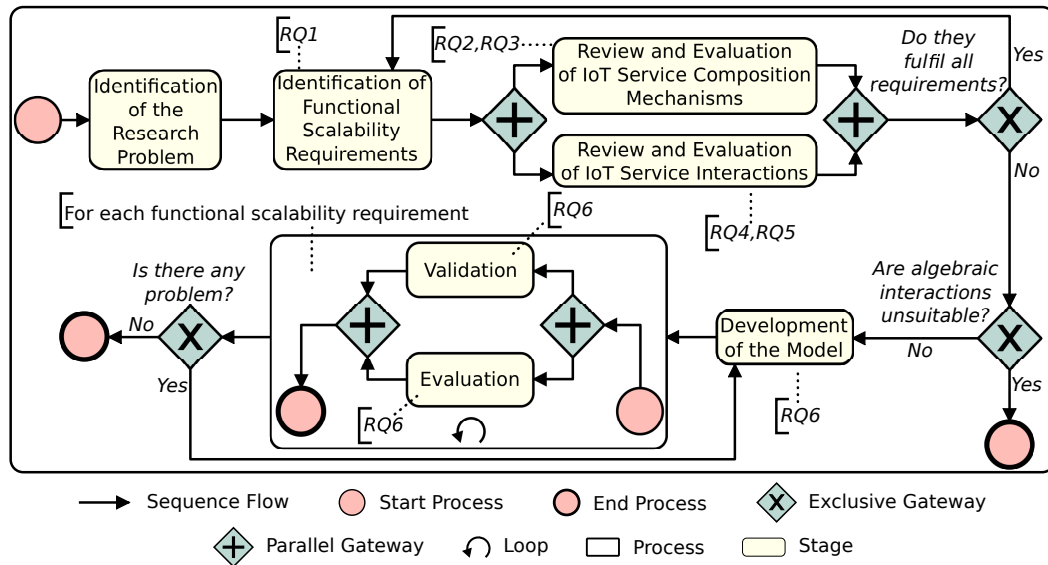 RQ1
Identification
of the
Research
Problem
Identification of
Functional
Scalability
Requirements
RQ2,RQ3
Review and Evaluation
of IoT Service Composition
Mechanisms
Review and Evaluation
of IoT Service Interactions
RQ4,RQ5
Do they
fulfil all
requirements?
Yes
X
No
For each functional scalability requirement
RQ6
Validation
Evaluation
RQ6
Is there any
problem?
No
X
Yes
Development
of the Model
RQ6
Are algebraic
interactions
unsuitable?
No
X
Yes
Sequence Flow
Start Process
End Process
X
Exclusive Gateway
Parallel Gateway
Loop
Process
Stage